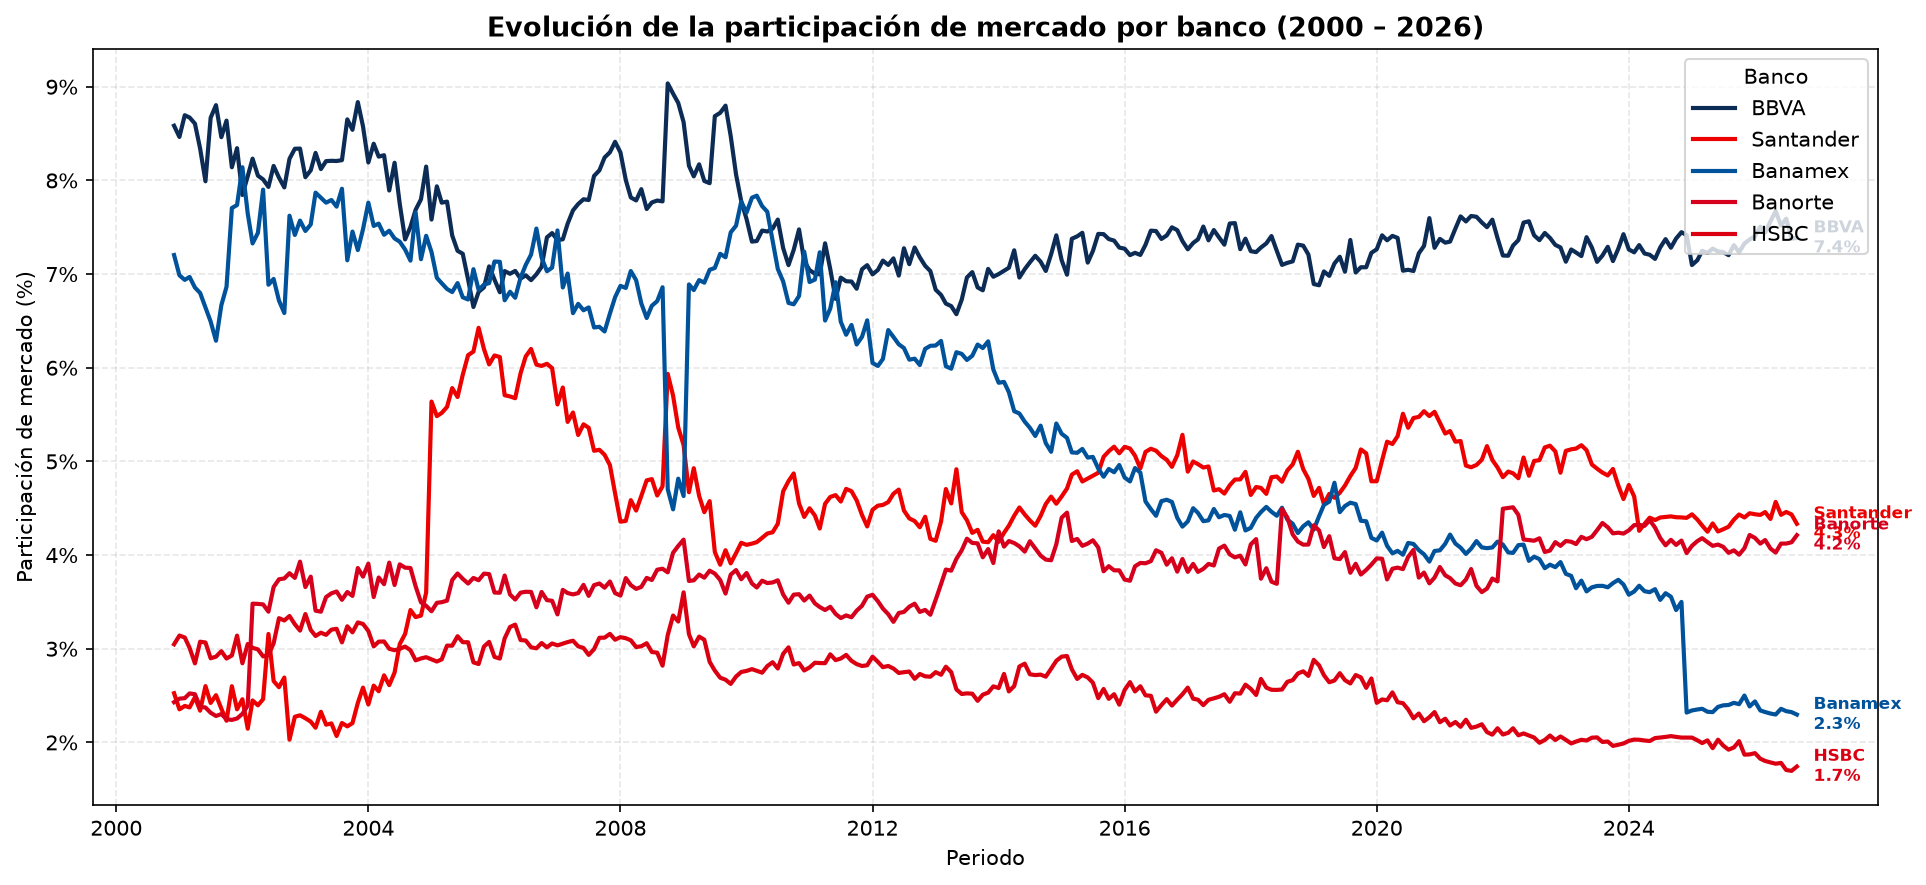 Evolución de la participación de mercado por banco (2000 – 2026)
Participación de mercado (%)
9%
8%
7%
6%
5%
4%
3%
2%
Banco
BBVA
Santander
Banamex
Banorte
HSBC
BBVA
7.4%
Santander
4.3%
Banorte
4.2%
Banamex
2.3%
HSBC
1.7%
2000
2004
2008
2012
2016
2020
2024
Periodo